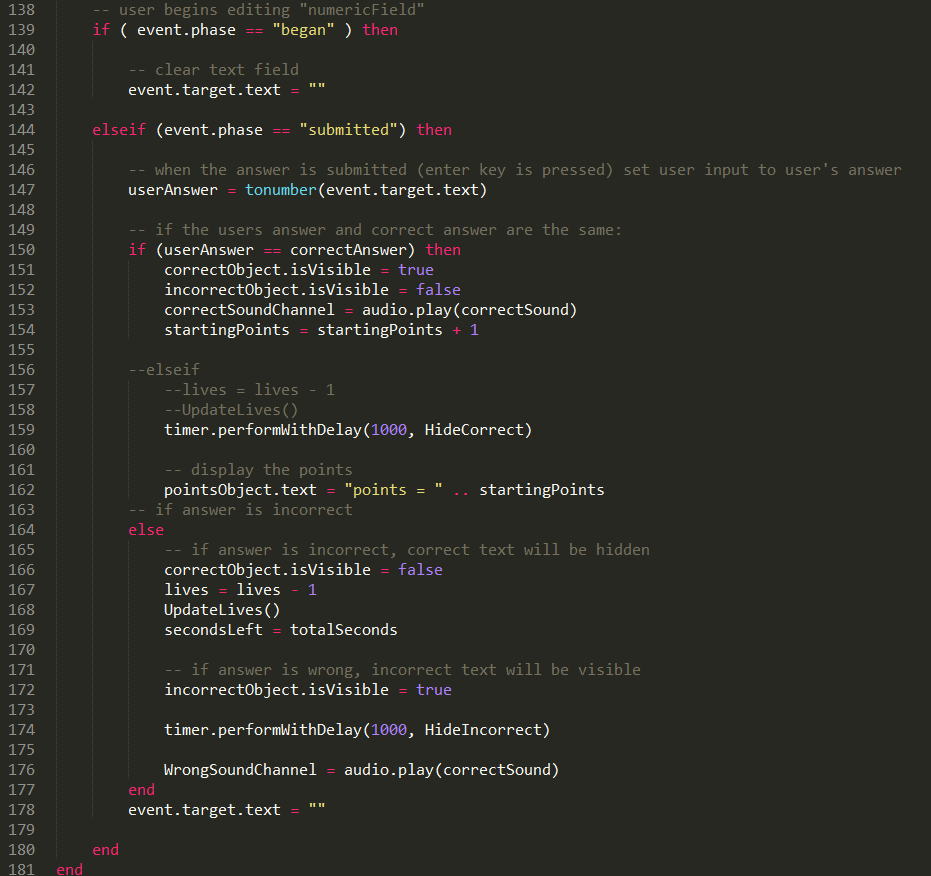 138 -- user begins editing "numericField"
139 if ( event.phase == "began" ) then
140
141 -- clear text field
142 event.target.text = ""
143
144 elseif (event.phase == "submitted") then
145
146 -- when the answer is submitted (enter key is pressed) set user input to user's answer
147 userAnswer = tonumber(event.target.text)
148
149 -- if the users answer and correct answer are the same:
150 if (userAnswer == correctAnswer) then
151 correctObject.isVisible = true
152 incorrectObject.isVisible = false
153 correctSoundChannel = audio.play(correctSound)
154 startingPoints = startingPoints + 1
155
156 --elseif
157 --lives = lives - 1
158 --UpdateLives()
159 timer.performWithDelay(1000, HideCorrect)
160
161 -- display the points
162 pointsObject.text = "points = " .. startingPoints
163 -- if answer is incorrect
164 else
165 -- if answer is incorrect, correct text will be hidden
166 correctObject.isVisible = false
167 lives = lives - 1
168 UpdateLives()
169 secondsLeft = totalSeconds
170
171 -- if answer is wrong, incorrect text will be visible
172 incorrectObject.isVisible = true
173
174 timer.performWithDelay(1000, HideIncorrect)
175
176 WrongSoundChannel = audio.play(correctSound)
177 end
178 event.target.text = ""
179
180 end
181 end